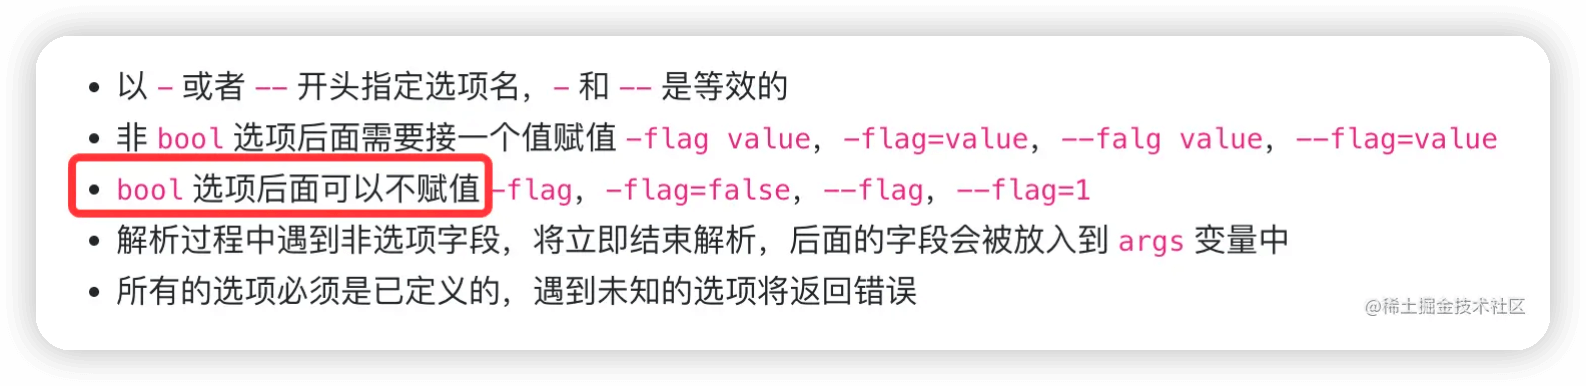 以 - 或者 -- 开头指定选项名，- 和 -- 是等效的
非 bool 选项后面需要接一个值赋值 -flag value，-flag=value，--falg value，--flag=value
bool 选项后面可以不赋值 -flag，-flag=false，--flag，--flag=1
解析过程中遇到非选项字段，将立即结束解析，后面的字段会被放入到 args 变量中
所有的选项必须是已定义的，遇到未知的选项将返回错误
@稀土掘金技术社区